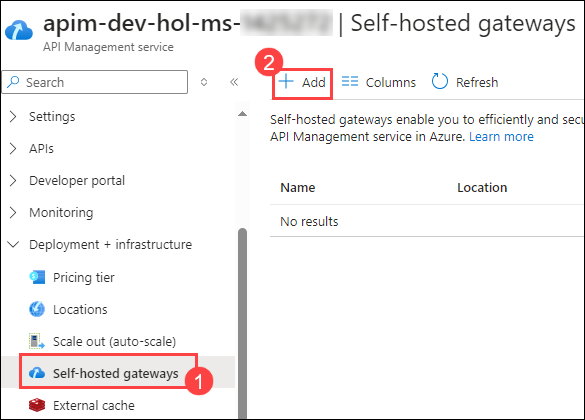 apim-dev-hol-ms- | Self-hosted gateways
API Management service
Search
2
Add
Columns
Refresh
Settings
APIs
Developer portal
Monitoring
Deployment + infrastructure
Pricing tier
Locations
Scale out (auto-scale)
Self-hosted gateways
1
External cache
Self-hosted gateways enable you to efficiently and secu
API Management service in Azure. Learn more
Name Location
No results